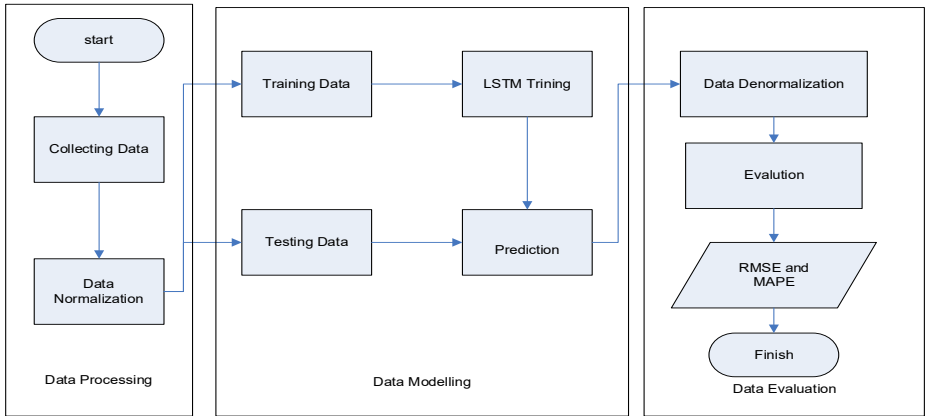 start
Collecting Data
Data
Normalization
Data Processing
Training Data
LSTM Trining
Testing Data
Prediction
Data Modelling
Data Denormalization
Evalution
RMSE and
MAPE
Finish
Data Evaluation